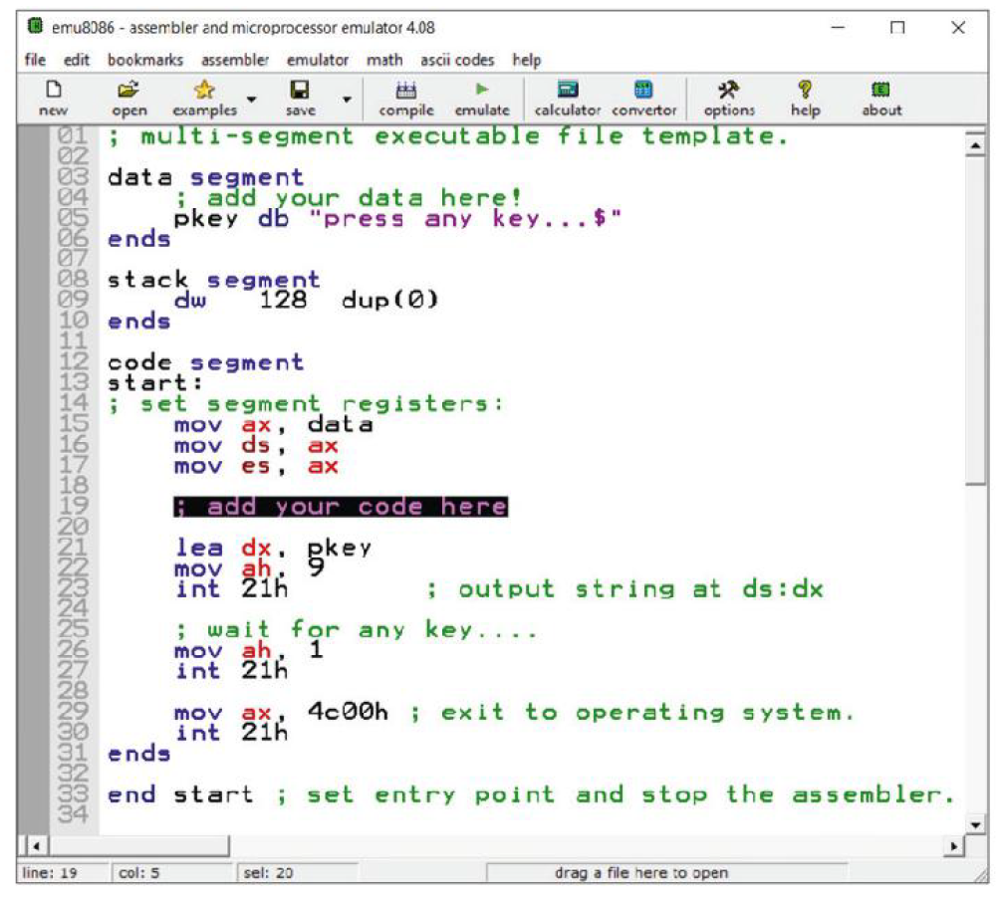 emu8086 - assembler and microprocessor emulator 4.08
file edit bookmarks assembler emulator math ascii codes help
new open examples save compile emulate calculator convertor options help about
01 ; multi-segment executable file template.
02
03 data segment
04     ; add your data here!
05     pkey db "press any key...$"
06 ends
07
08 stack segment
09     dw   128  dup(0)
10 ends
11
12 code segment
13 start:
14 ; set segment registers:
15     mov ax, data
16     mov ds, ax
17     mov es, ax
18
19     ; add your code here
20
21     lea dx, pkey
22     mov ah, 9
23     int 21h        ; output string at ds:dx
24
25     ; wait for any key....
26     mov ah, 1
27     int 21h
28
29     mov ax, 4c00h ; exit to operating system.
30     int 21h
31 ends
32
33 end start ; set entry point and stop the assembler.
34
line: 19 col: 5 sel: 20 drag a file here to open